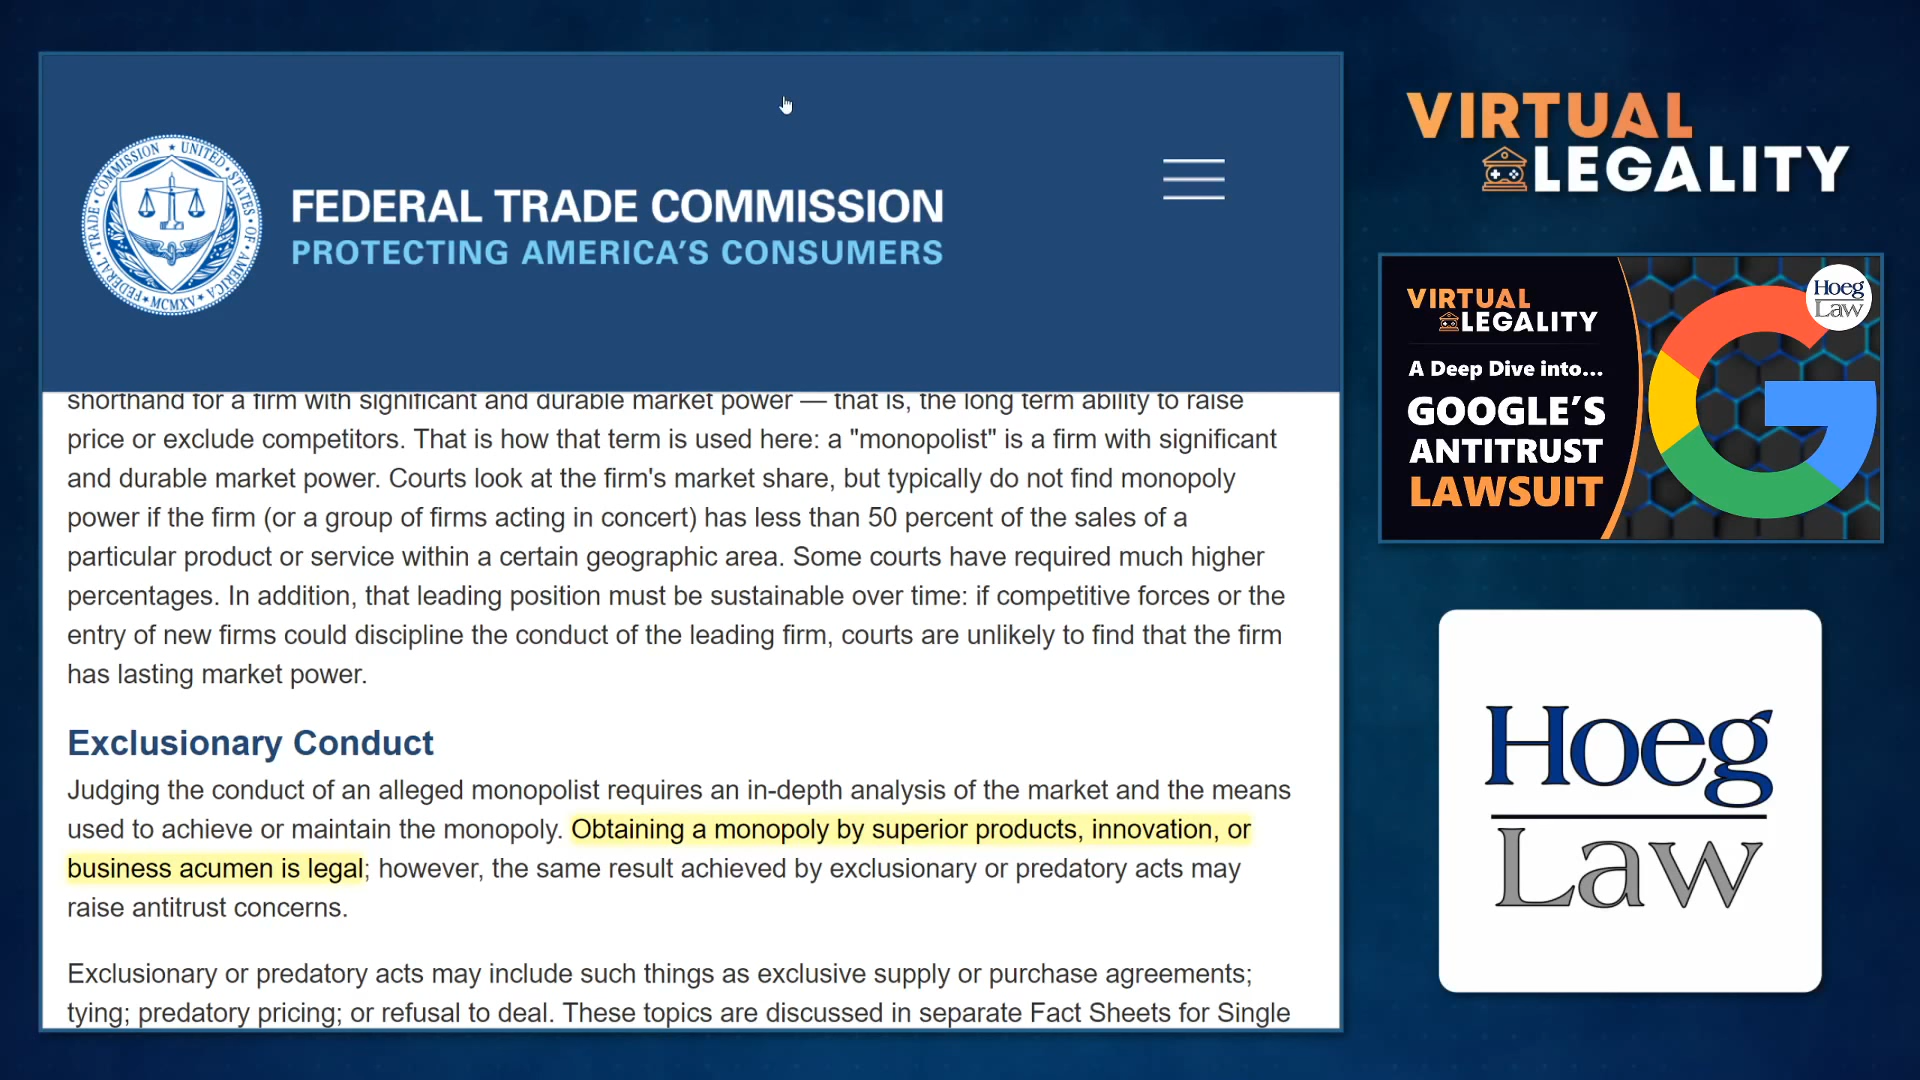 FEDERAL TRADE COMMISSION
PROTECTING AMERICA'S CONSUMERS
FEDERAL TRADE COMMISSION ★ UNITED STATES OF AMERICA ★ MCMXV ★
shorthand for a firm with significant and durable market power — that is, the long term ability to raise
price or exclude competitors. That is how that term is used here: a "monopolist" is a firm with significant
and durable market power. Courts look at the firm's market share, but typically do not find monopoly
power if the firm (or a group of firms acting in concert) has less than 50 percent of the sales of a
particular product or service within a certain geographic area. Some courts have required much higher
percentages. In addition, that leading position must be sustainable over time: if competitive forces or the
entry of new firms could discipline the conduct of the leading firm, courts are unlikely to find that the firm
has lasting market power.
Exclusionary Conduct
Judging the conduct of an alleged monopolist requires an in-depth analysis of the market and the means
used to achieve or maintain the monopoly. Obtaining a monopoly by superior products, innovation, or
business acumen is legal; however, the same result achieved by exclusionary or predatory acts may
raise antitrust concerns.
Exclusionary or predatory acts may include such things as exclusive supply or purchase agreements;
tying; predatory pricing; or refusal to deal. These topics are discussed in separate Fact Sheets for Single
VIRTUAL
LEGALITY
VIRTUAL
LEGALITY
A Deep Dive into...
GOOGLE'S
ANTITRUST
LAWSUIT
Hoeg
Law
Hoeg
Law